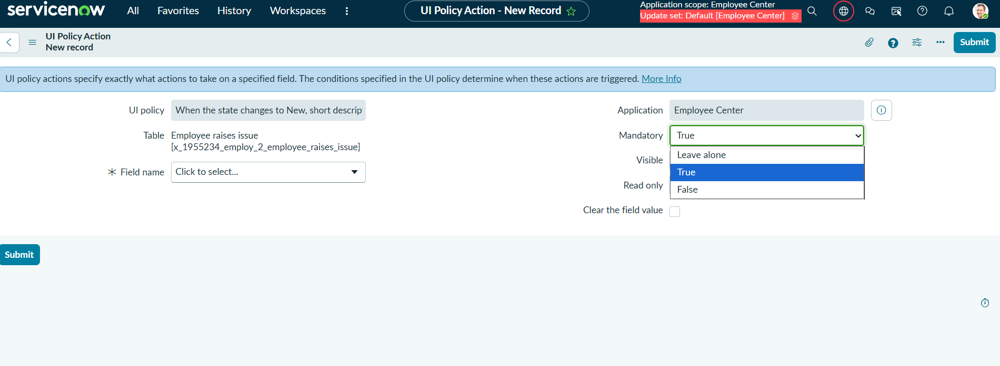 servicenow All Favorites History Workspaces UI Policy Action - New Record Application scope: Employee Center
Update set: Default [Employee Center]
UI Policy Action
New record
Submit
UI policy actions specify exactly what actions to take on a specified field. The conditions specified in the UI policy determine when these actions are triggered. More Info
UI policy When the state changes to New, short descrip
Application Employee Center
Table Employee raises issue
[x_1955234_employ_2_employee_raises_issue]
Mandatory True
Leave alone
True
False
Field name Click to select...
Visible
Read only
Clear the field value
Submit